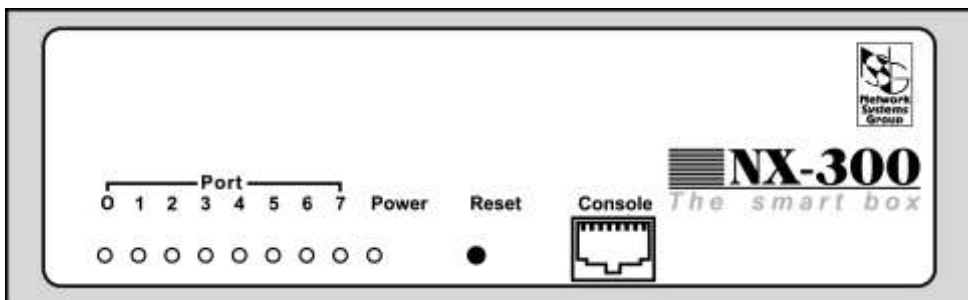 Network
Systems
Group
NX-300
The smart box
Port
0 1 2 3 4 5 6 7 Power Reset Console